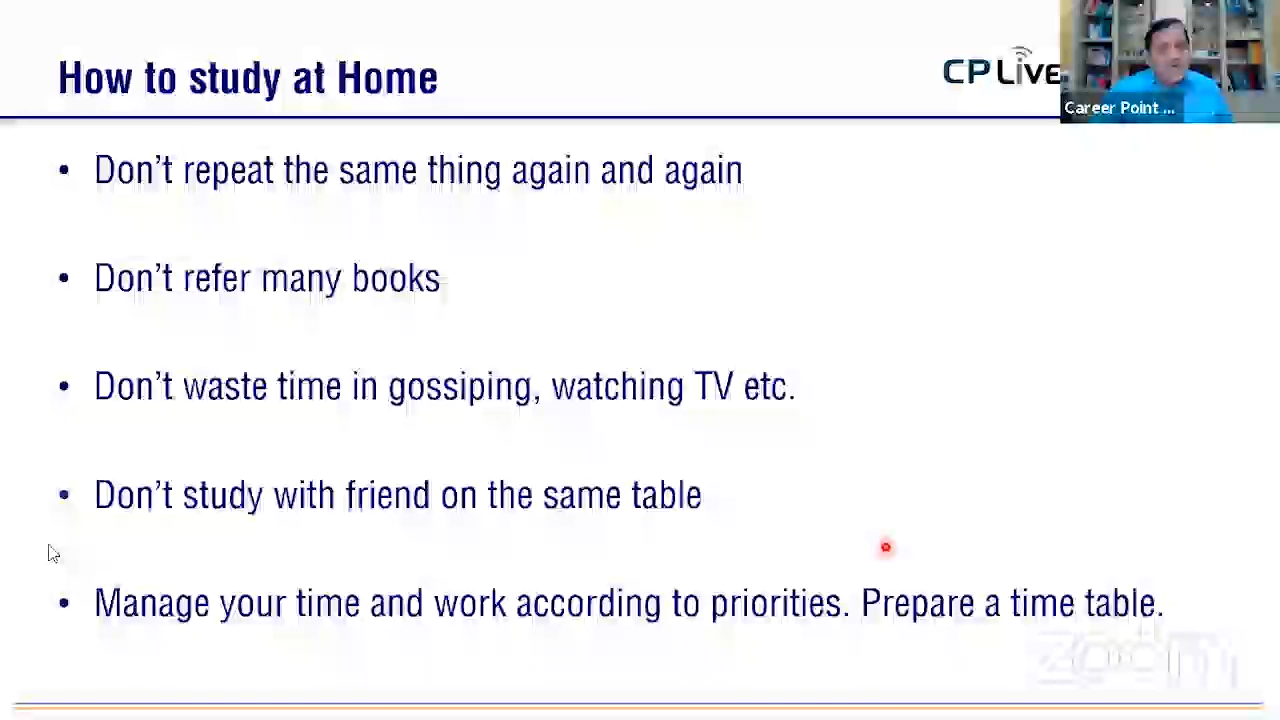 How to study at Home
CP LIVE
Career Point ...
• Don't repeat the same thing again and again
• Don't refer many books
• Don't waste time in gossiping, watching TV etc.
• Don't study with friend on the same table
• Manage your time and work according to priorities. Prepare a time table.
zoom